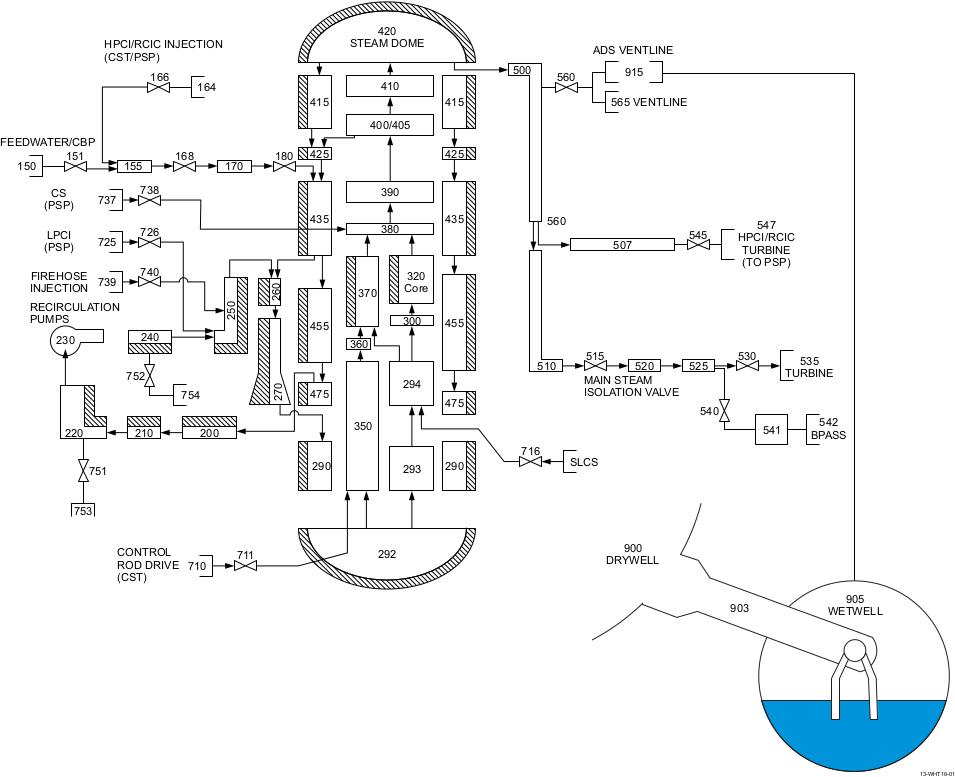 420
STEAM DOME
HPCI/RCIC INJECTION
(CST/PSP)
166
164
415
410
415
500
560
ADS VENTLINE
915
565 VENTLINE
400/405
FEEDWATER/CBP
150
151
155
168
170
180
425
425
CS
(PSP)
737
738
390
435
435
380
LPCI
(PSP)
725
726
560
507
545
547
HPCI/RCIC
TURBINE
(TO PSP)
FIREHOSE
INJECTION
739
740
250
260
370
320
Core
300
455
455
RECIRCULATION
PUMPS
230
240
360
752
754
270
294
475
475
510
515
520
525
530
535
TURBINE
MAIN STEAM
ISOLATION VALVE
540
541
542
BPASS
220
210
200
350
751
753
290
293
290
716
SLCS
292
CONTROL
ROD DRIVE
(CST)
710
711
900
DRYWELL
903
905
WETWELL
13-WHT18-01